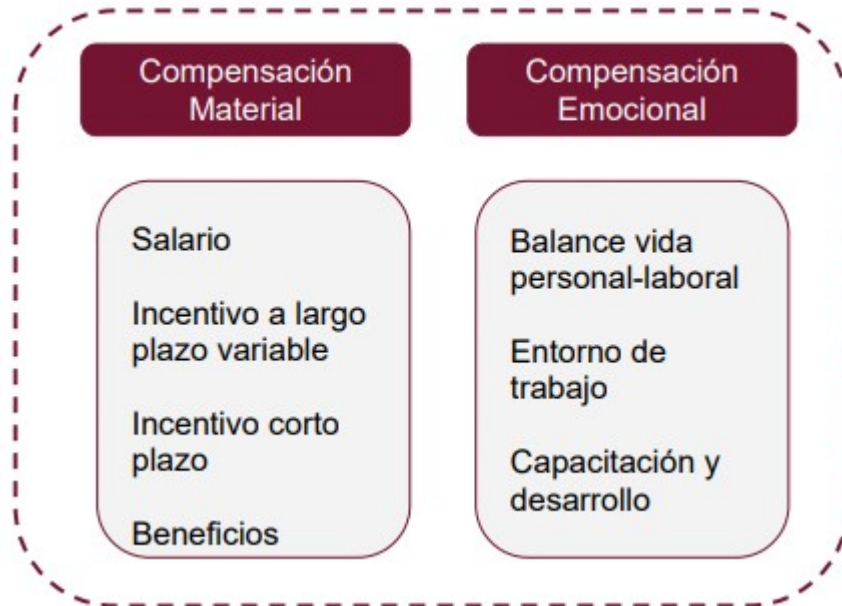 Compensación
Material
Salario
Incentivo a largo
plazo variable
Incentivo corto
plazo
Beneficios
Compensación
Emocional
Balance vida
personal-laboral
Entorno de
trabajo
Capacitación y
desarrollo